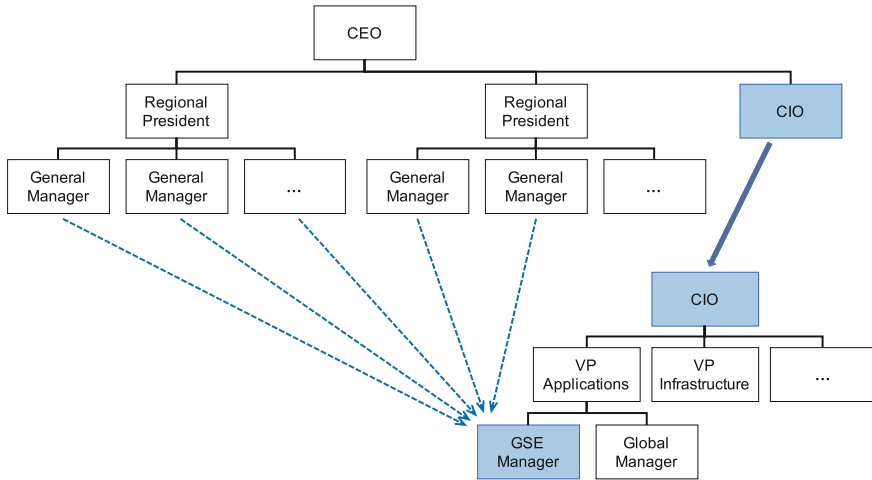 CEO
Regional
President
Regional
President
CIO
General
Manager
General
Manager
...
General
Manager
General
Manager
...
CIO
VP
Applications
VP
Infrastructure
...
GSE
Manager
Global
Manager